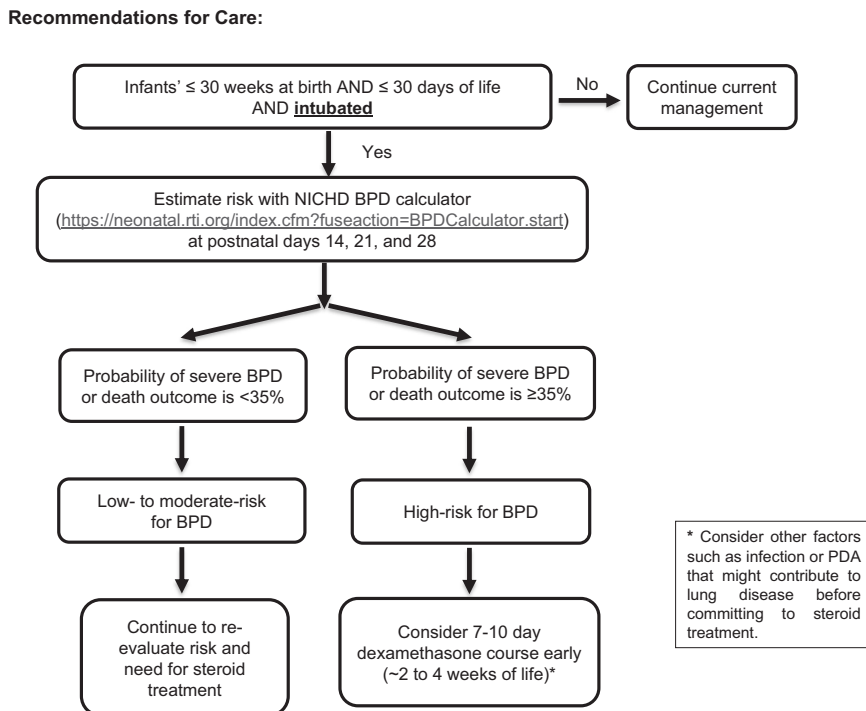 Recommendations for Care:
Infants’ ≤ 30 weeks at birth AND ≤ 30 days of life
AND intubated
No
Continue current
management
Yes
Estimate risk with NICHD BPD calculator
(https://neonatal.rti.org/index.cfm?fuseaction=BPDCalculator.start)
at postnatal days 14, 21, and 28
Probability of severe BPD
or death outcome is <35%
Probability of severe BPD
or death outcome is ≥35%
Low- to moderate-risk
for BPD
High-risk for BPD
Continue to re-
evaluate risk and
need for steroid
treatment
Consider 7-10 day
dexamethasone course early
(~2 to 4 weeks of life)*
* Consider other factors
such as infection or PDA
that might contribute to
lung disease before
committing to steroid
treatment.